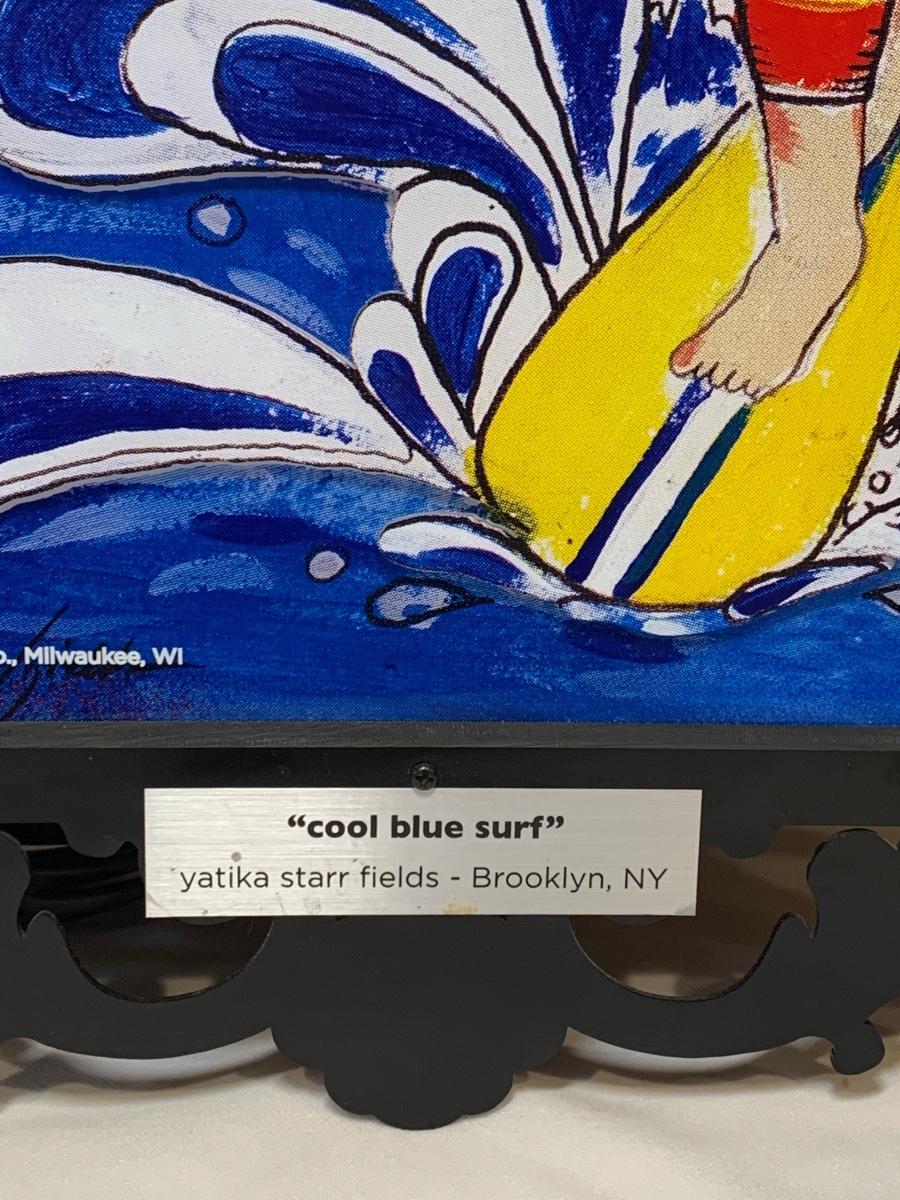 o., Milwaukee, WI
“cool blue surf”
yatika starr fields - Brooklyn, NY